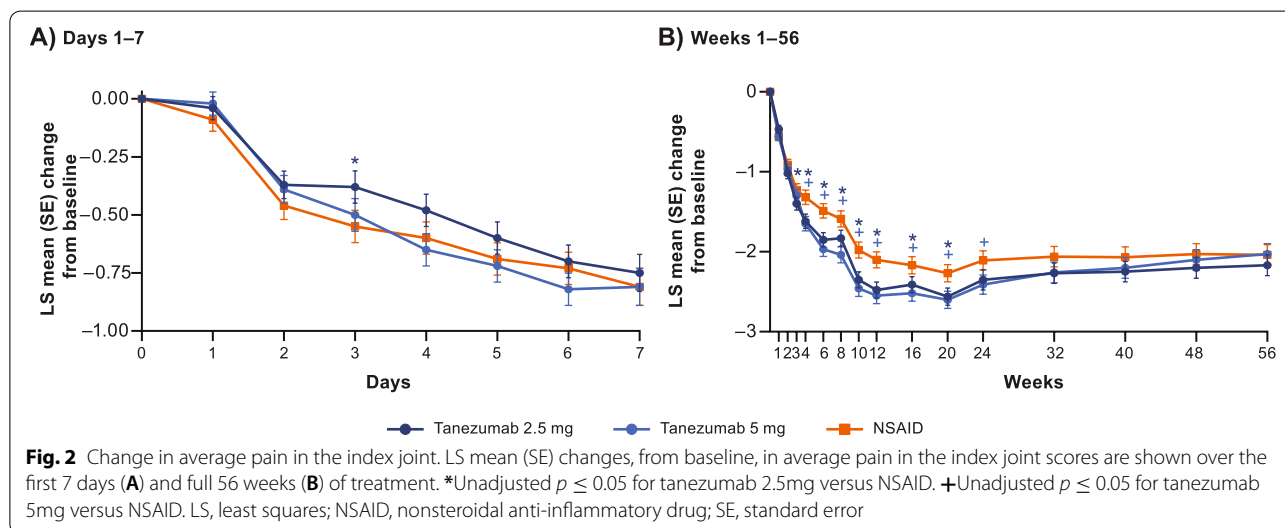 A) Days 1–7
B) Weeks 1–56
LS mean (SE) change
from baseline
0.00
−0.25
−0.50
−0.75
−1.00
*
0 1 2 3 4 5 6 7
Days
LS mean (SE) change
from baseline
0
−1
−2
−3
* * * * * * * *
+ + + + + + + +
1 2 3 4 6 8 10 12 16 20 24 32 40 48 56
Weeks
Tanezumab 2.5 mg Tanezumab 5 mg NSAID
Fig. 2 Change in average pain in the index joint. LS mean (SE) changes, from baseline, in average pain in the index joint scores are shown over the
first 7 days (A) and full 56 weeks (B) of treatment. *Unadjusted p ≤ 0.05 for tanezumab 2.5mg versus NSAID. +Unadjusted p ≤ 0.05 for tanezumab
5mg versus NSAID. LS, least squares; NSAID, nonsteroidal anti-inflammatory drug; SE, standard error